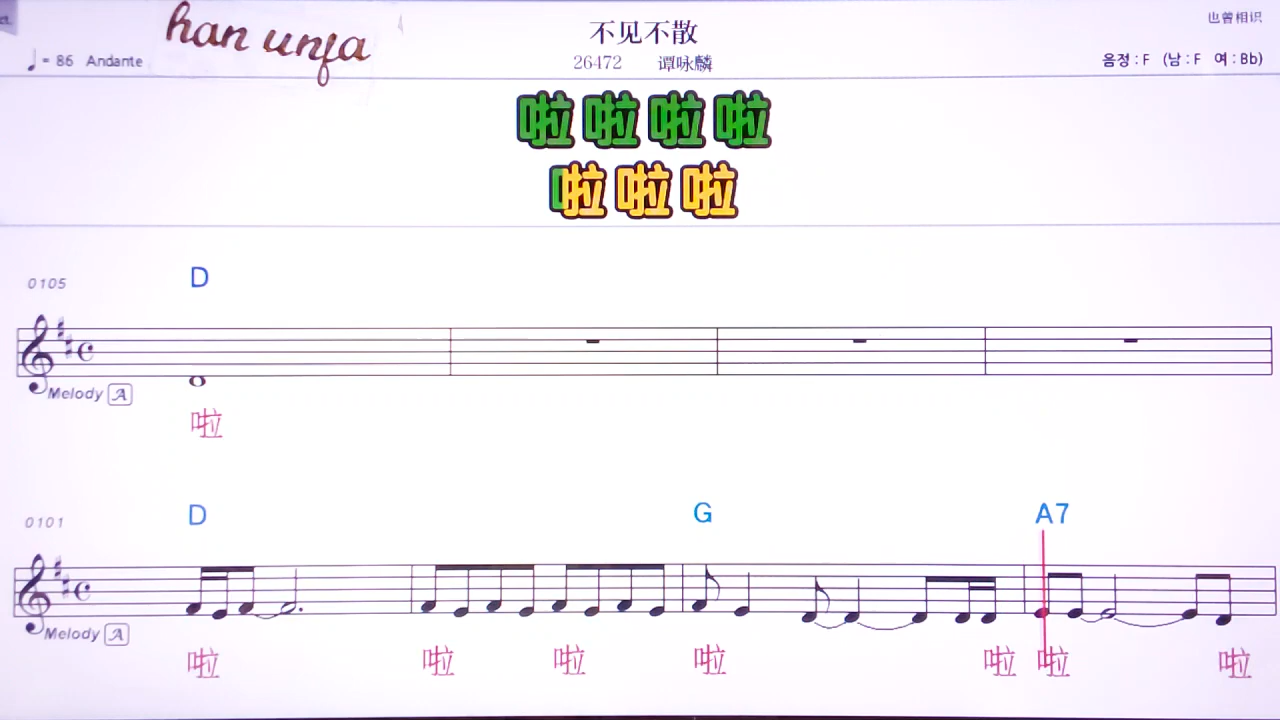 han unfa
不见不散
也曾相识
♩= 86 Andante
26472 谭咏麟
음정 : F (남 : F 여 : Bb)
啦啦啦啦
啦啦啦
0105
D
Melody A
啦
0101
D G A7
Melody A
啦 啦 啦 啦 啦 啦 啦